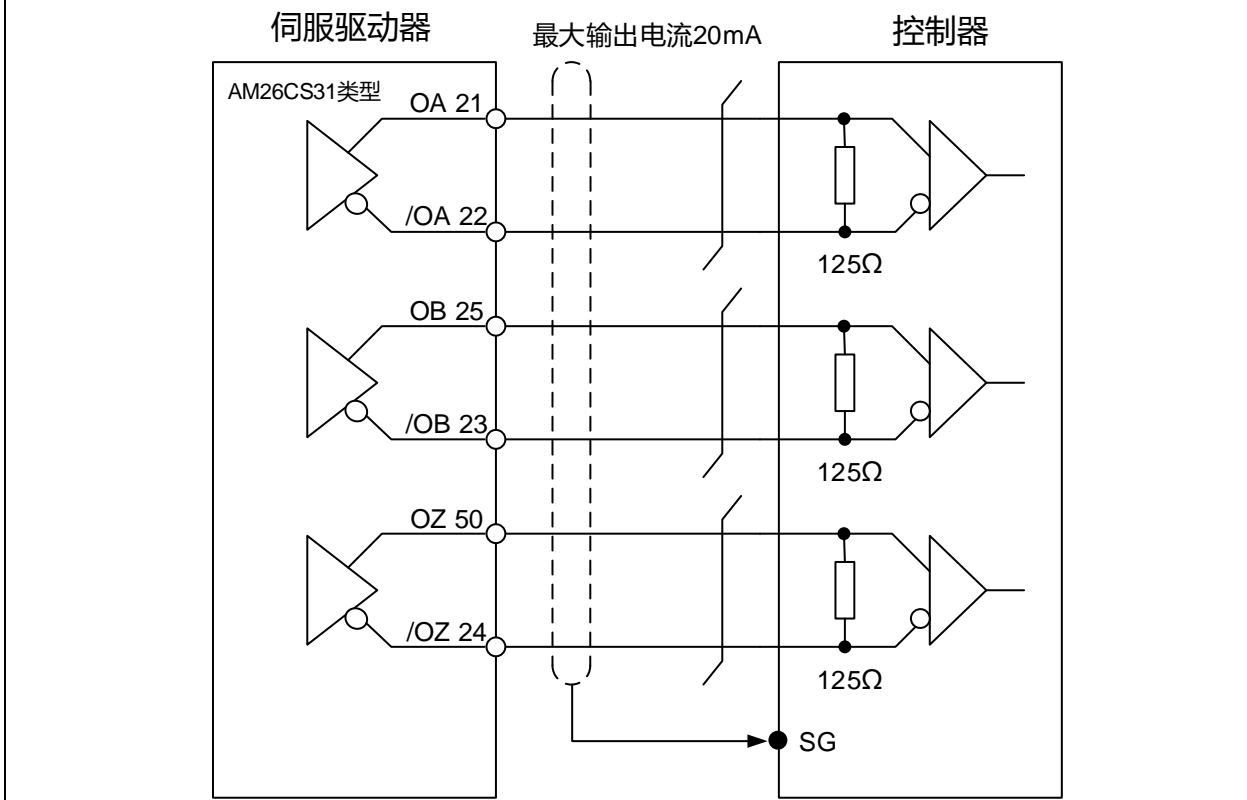 伺服驱动器
最大输出电流20mA
控制器
AM26CS31类型
OA 21
/OA 22
125Ω
OB 25
/OB 23
125Ω
OZ 50
/OZ 24
125Ω
SG